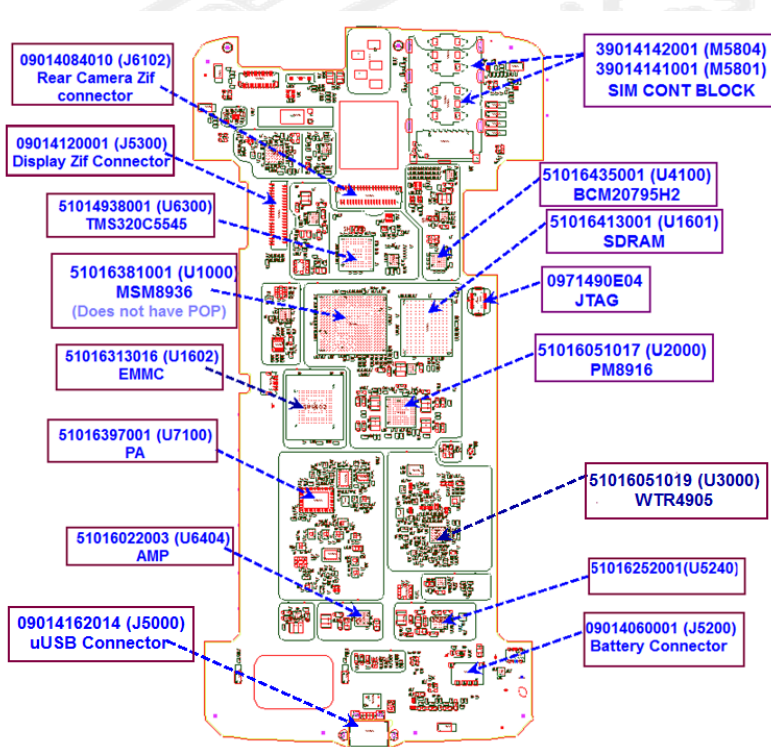 09014084010 (J6102)
Rear Camera Zif
connector
39014142001 (M5804)
39014141001 (M5801)
SIM CONT BLOCK
09014120001 (J5300)
Display Zif Connector
51016435001 (U4100)
BCM20795H2
51014938001 (U6300)
TMS320C5545
51016413001 (U1601)
SDRAM
51016381001 (U1000)
MSM8936
(Does not have POP)
0971490E04
JTAG
51016313016 (U1602)
EMMC
51016051017 (U2000)
PM8916
51016397001 (U7100)
PA
51016051019 (U3000)
WTR4905
51016022003 (U6404)
AMP
51016252001(U5240)
09014162014 (J5000)
uUSB Connector
09014060001 (J5200)
Battery Connector